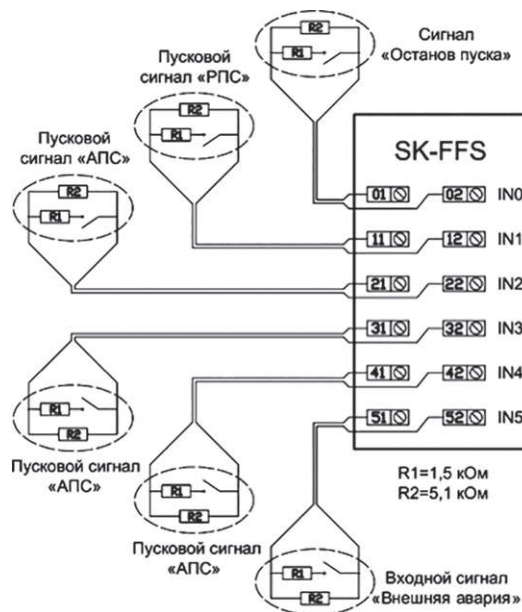 Сигнал
«Останов пуска»
R2
R1
Пусковой
сигнал «РПС»
R2
R1
Пусковой
сигнал «АПС»
R2
R1
SK-FFS
01 02 IN0
11 12 IN1
21 22 IN2
31 32 IN3
41 42 IN4
51 52 IN5
R1
R2
Пусковой сигнал
«АПС»
R1
R2
Пусковой сигнал
«АПС»
R1=1,5 кОм
R2=5,1 кОм
R1
R2
Входной сигнал
«Внешняя авария»